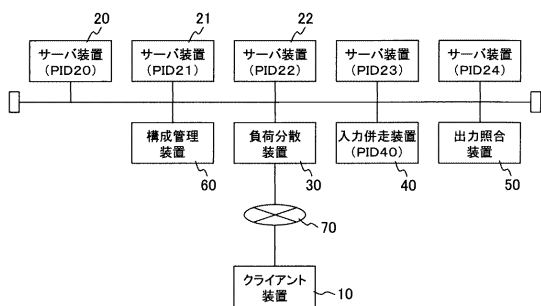 20
21
22
サーバ装置
(PID20)
サーバ装置
(PID21)
サーバ装置
(PID22)
サーバ装置
(PID23)
サーバ装置
(PID24)
構成管理
装置
負荷分散
装置
入力併走装置
(PID40)
出力照合
装置
60
30
40
50
70
クライアント
装置
10